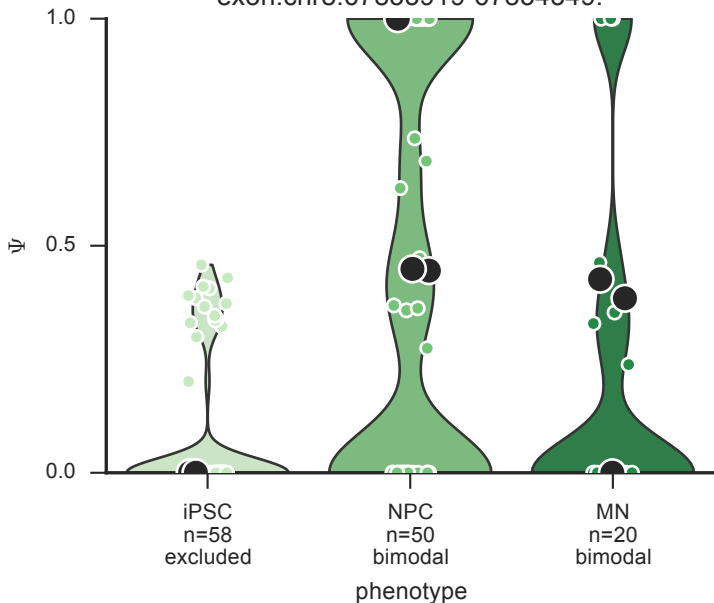 1.0
0.5
0.0
Ψ
iPSC NPC MN
n=58 n=50 n=20
excluded bimodal bimodal
phenotype